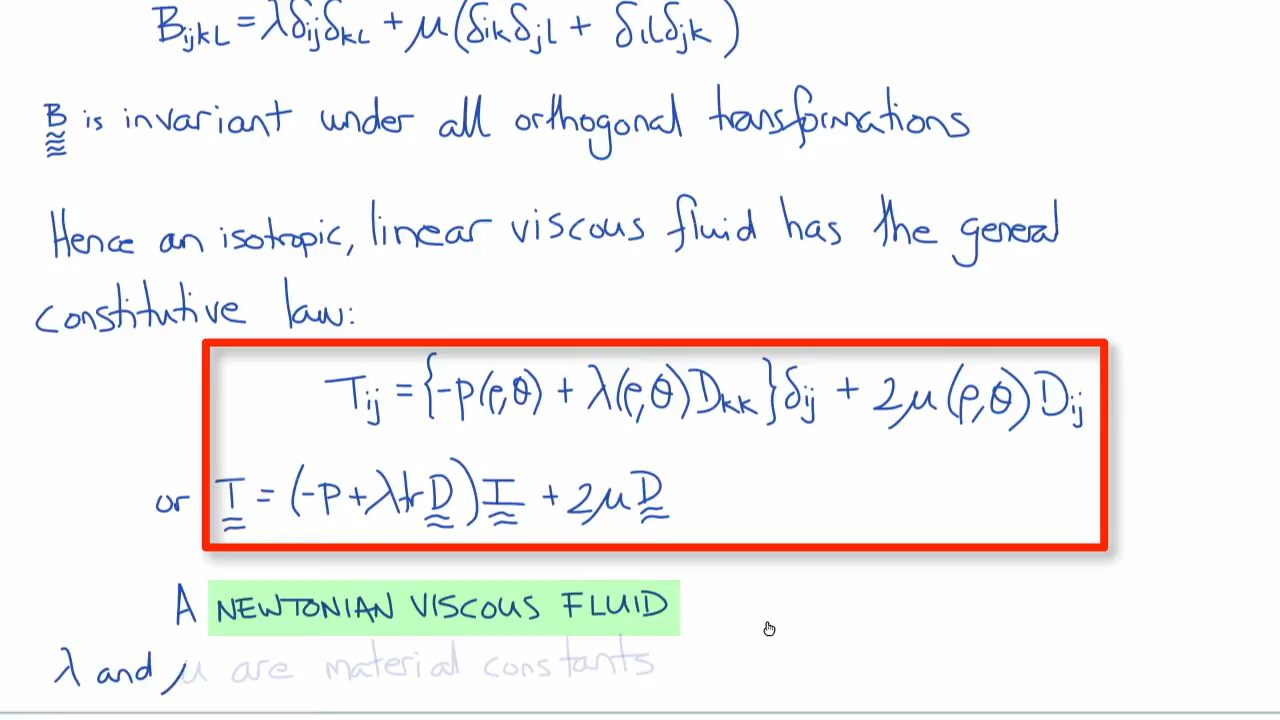 B_ijkl = λδ_ij δ_kl + μ(δ_ik δ_jl + δ_il δ_jk)
B is invariant under all orthogonal transformations
Hence an isotropic, linear viscous fluid has the general
constitutive law:
T_ij = {-p(ρ,θ) + λ(ρ,θ)D_kk}δ_ij + 2μ(ρ,θ)D_ij
or T = (-p + λ tr D) I + 2μ D
A NEWTONIAN VISCOUS FLUID
λ and μ are material constants